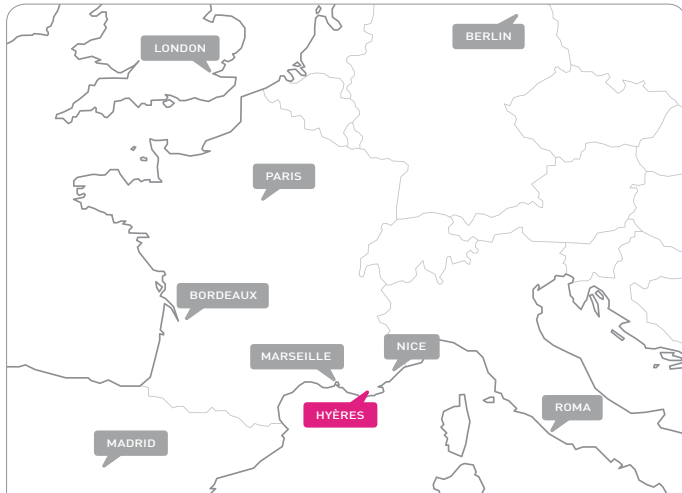 BERLIN
LONDON
PARIS
BORDEAUX
NICE
MARSEILLE
HYÈRES
ROMA
MADRID